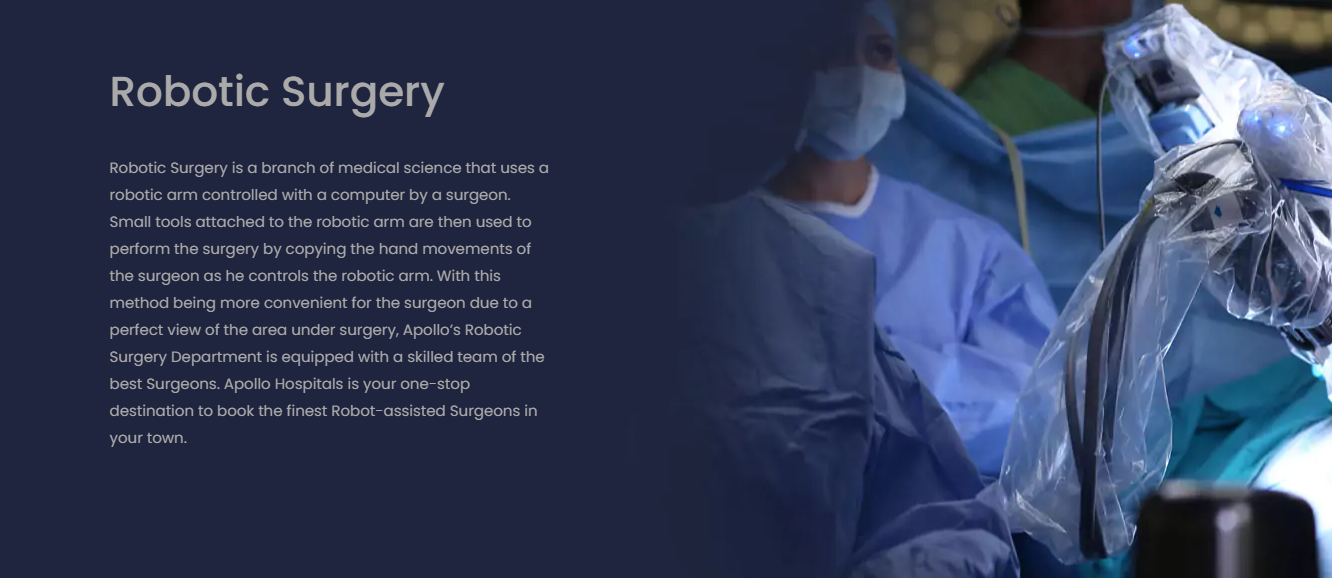 Robotic Surgery
Robotic Surgery is a branch of medical science that uses a
robotic arm controlled with a computer by a surgeon.
Small tools attached to the robotic arm are then used to
perform the surgery by copying the hand movements of
the surgeon as he controls the robotic arm. With this
method being more convenient for the surgeon due to a
perfect view of the area under surgery, Apollo’s Robotic
Surgery Department is equipped with a skilled team of the
best Surgeons. Apollo Hospitals is your one-stop
destination to book the finest Robot-assisted Surgeons in
your town.